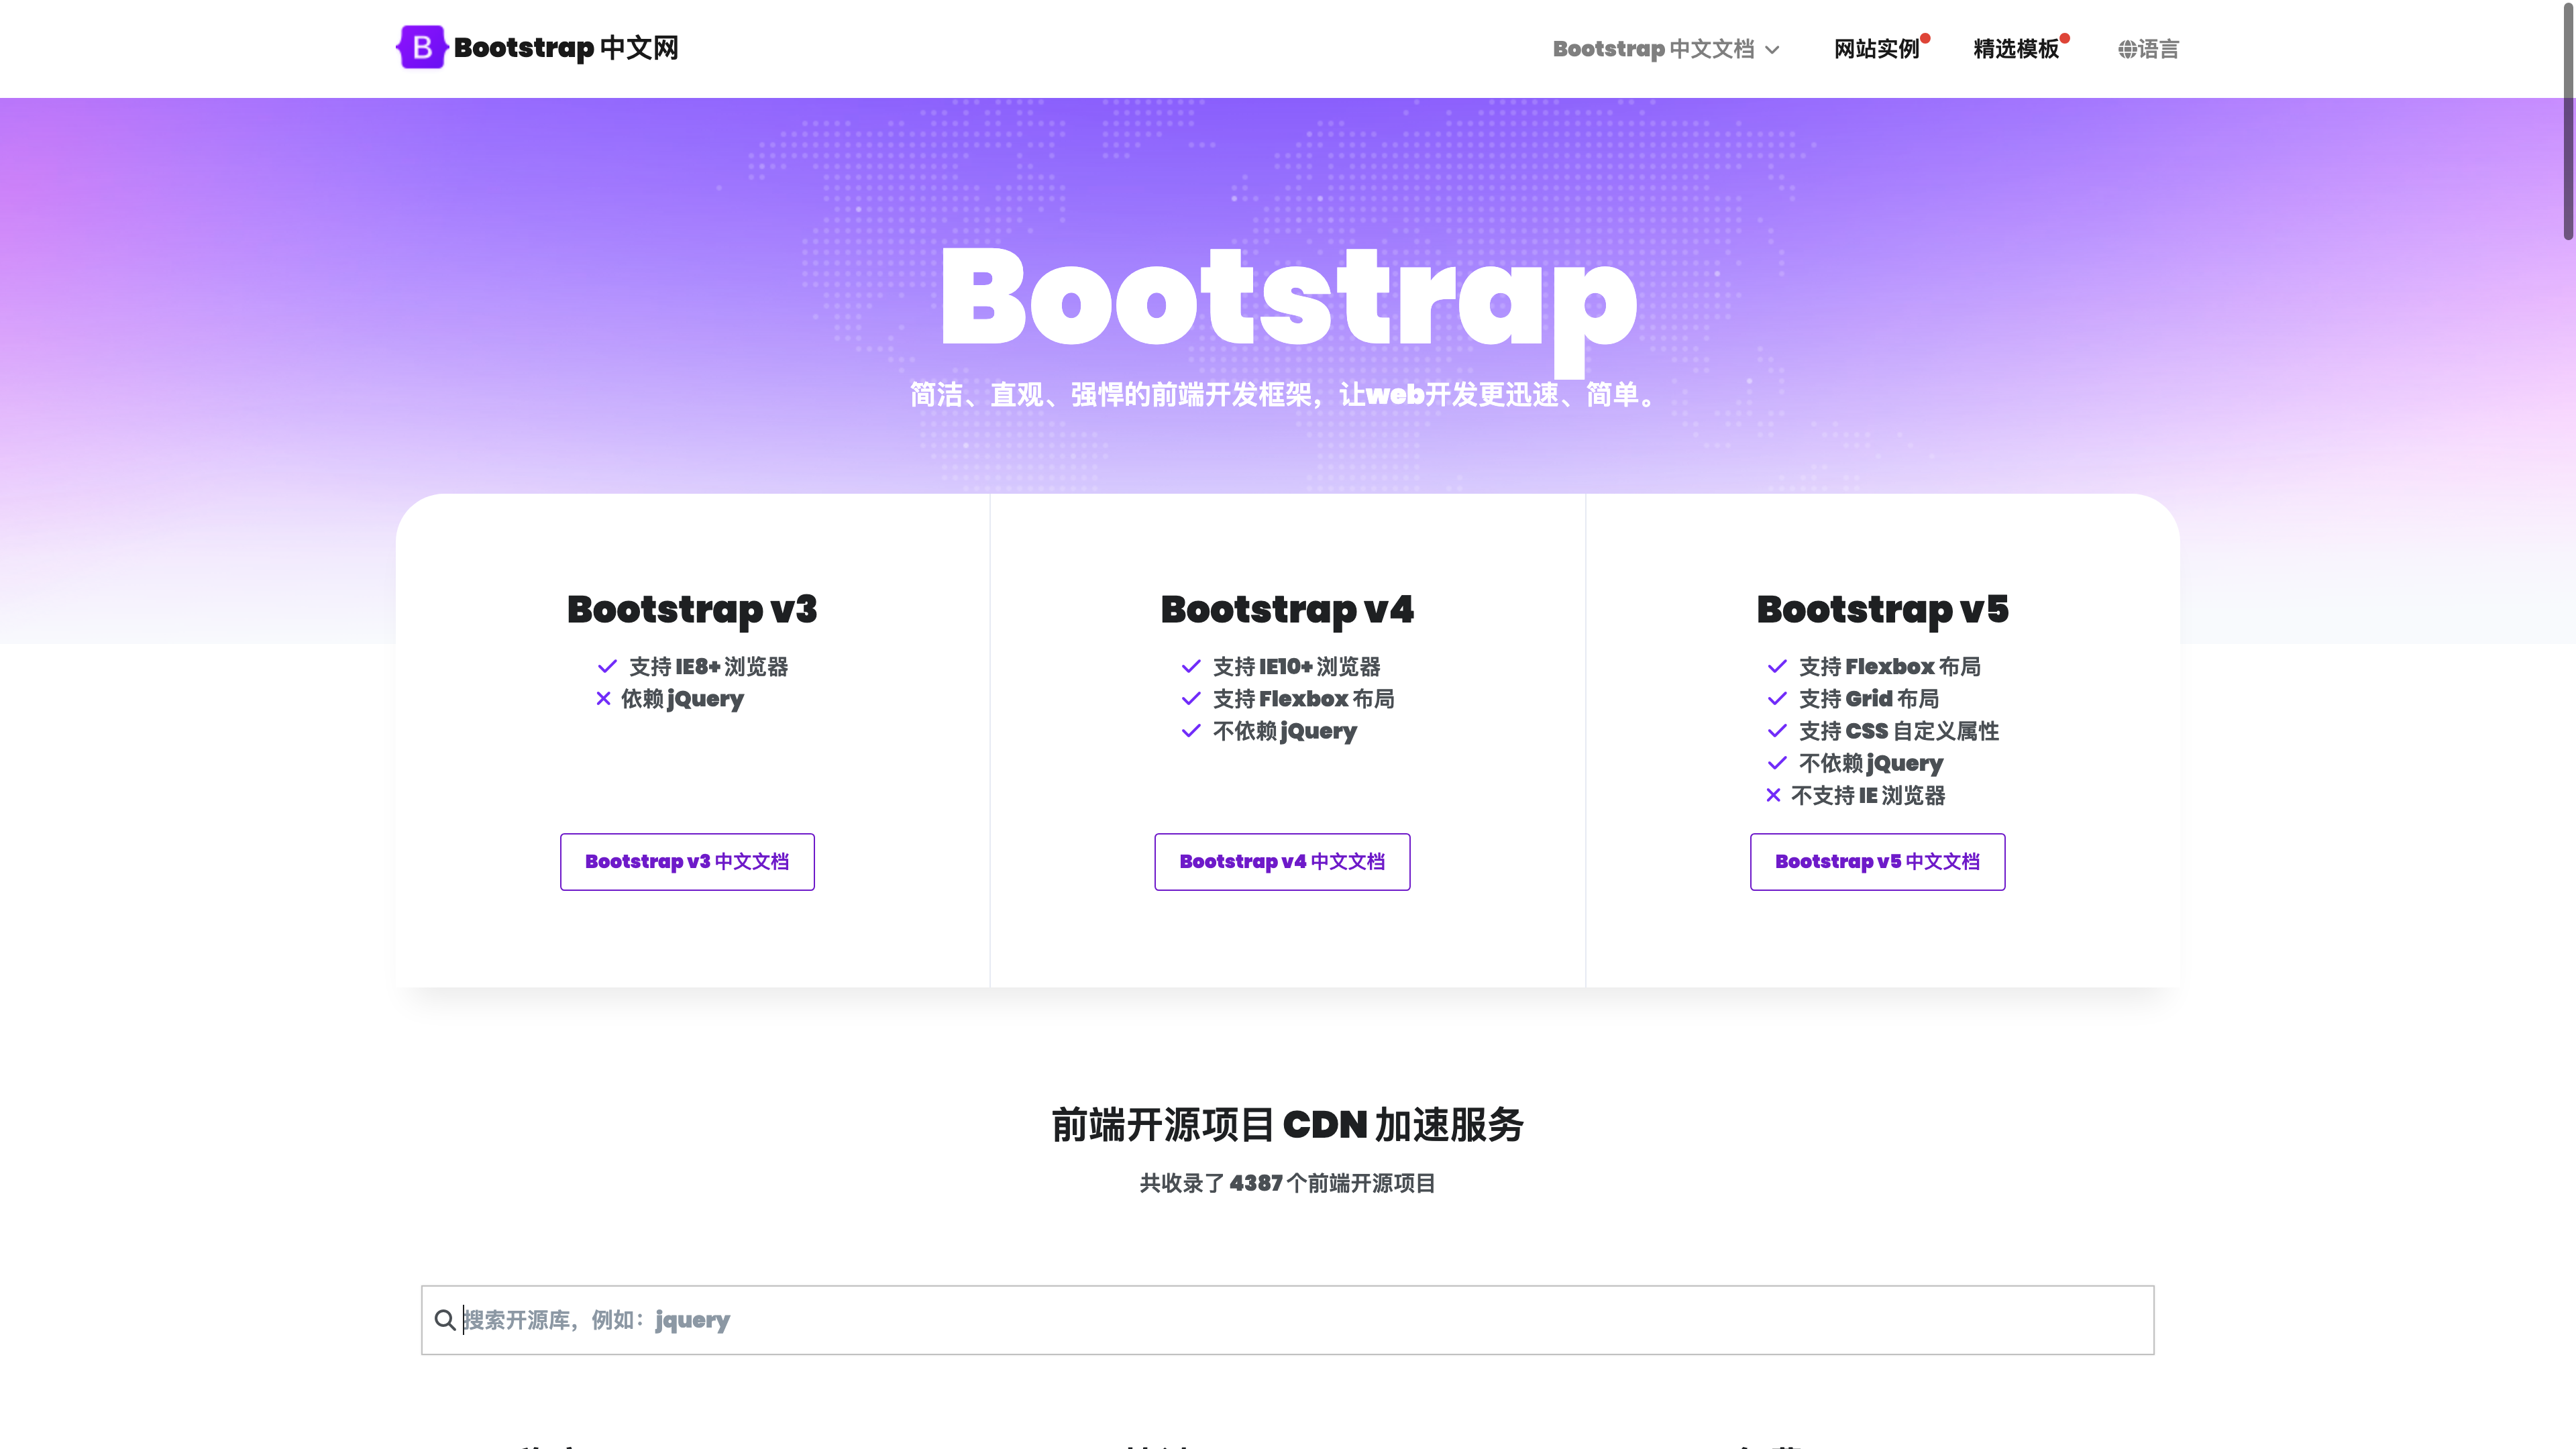 Bootstrap 中文网
Bootstrap 中文文档
网站实例
精选模板
语言
Bootstrap
简洁、直观、强悍的前端开发框架，让web开发更迅速、简单。
Bootstrap v3
支持 IE8+ 浏览器
依赖 jQuery
Bootstrap v3 中文文档
Bootstrap v4
支持 IE10+ 浏览器
支持 Flexbox 布局
不依赖 jQuery
Bootstrap v4 中文文档
Bootstrap v5
支持 Flexbox 布局
支持 Grid 布局
支持 CSS 自定义属性
不依赖 jQuery
不支持 IE 浏览器
Bootstrap v5 中文文档
前端开源项目 CDN 加速服务
共收录了 4387 个前端开源项目
搜索开源库，例如：jquery